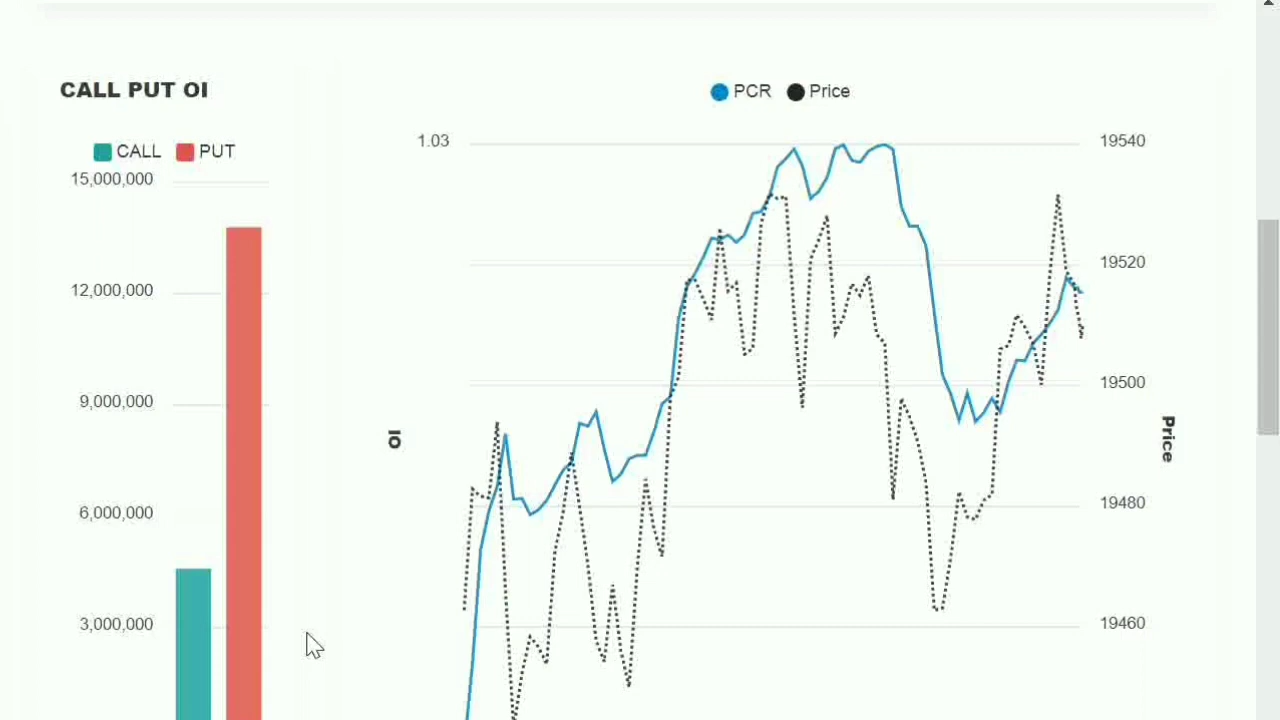 CALL PUT OI
CALL PUT
15,000,000
12,000,000
9,000,000
6,000,000
3,000,000
PCR Price
1.03
OI
19540
19520
19500
19480
19460
Price